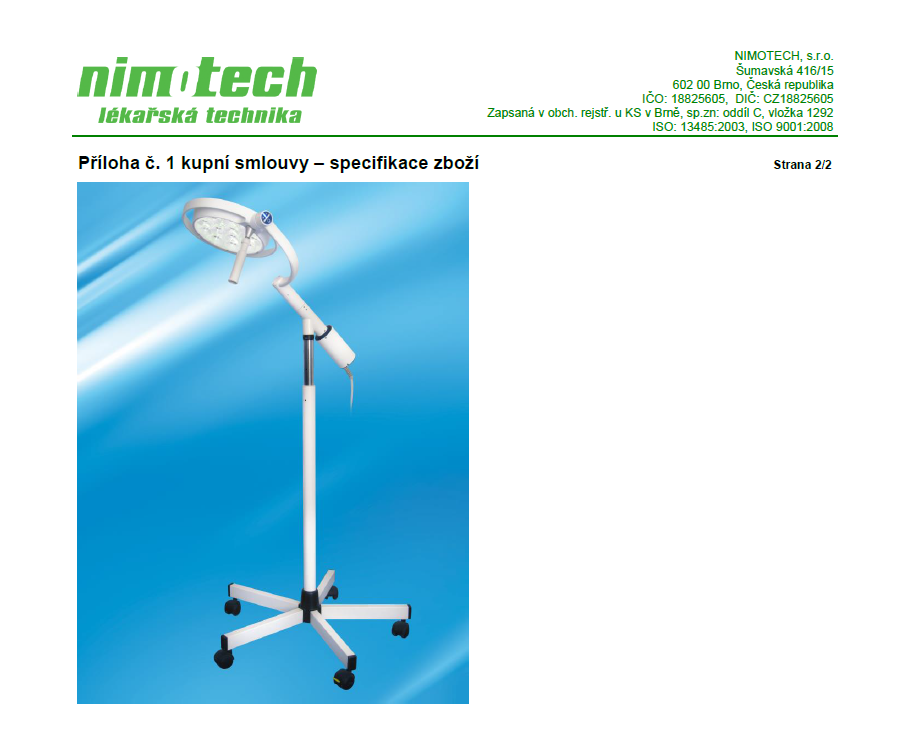 nimotech
lékařská technika
NIMOTECH, s.r.o.
Šumavská 416/15
602 00 Brno, Česká republika
IČO: 18825605, DIČ: CZ18825605
Zapsaná v obch. rejstř. u KS v Brně, sp.zn: oddíl C, vložka 1292
ISO: 13485:2003, ISO 9001:2008
Příloha č. 1 kupní smlouvy – specifikace zboží
Strana 2/2